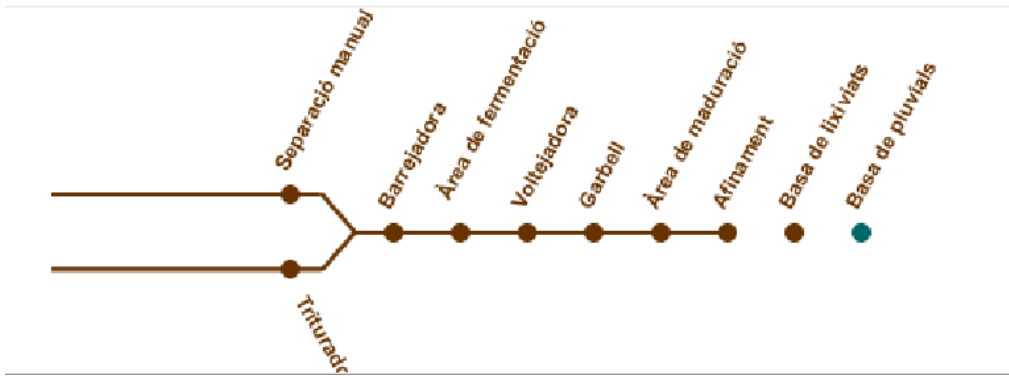 Separació manual
Barrejadora
Àrea de fermentació
Voltejadora
Garbell
Àrea de maduració
Afinament
Basa de lixiviats
Basa de pluvials